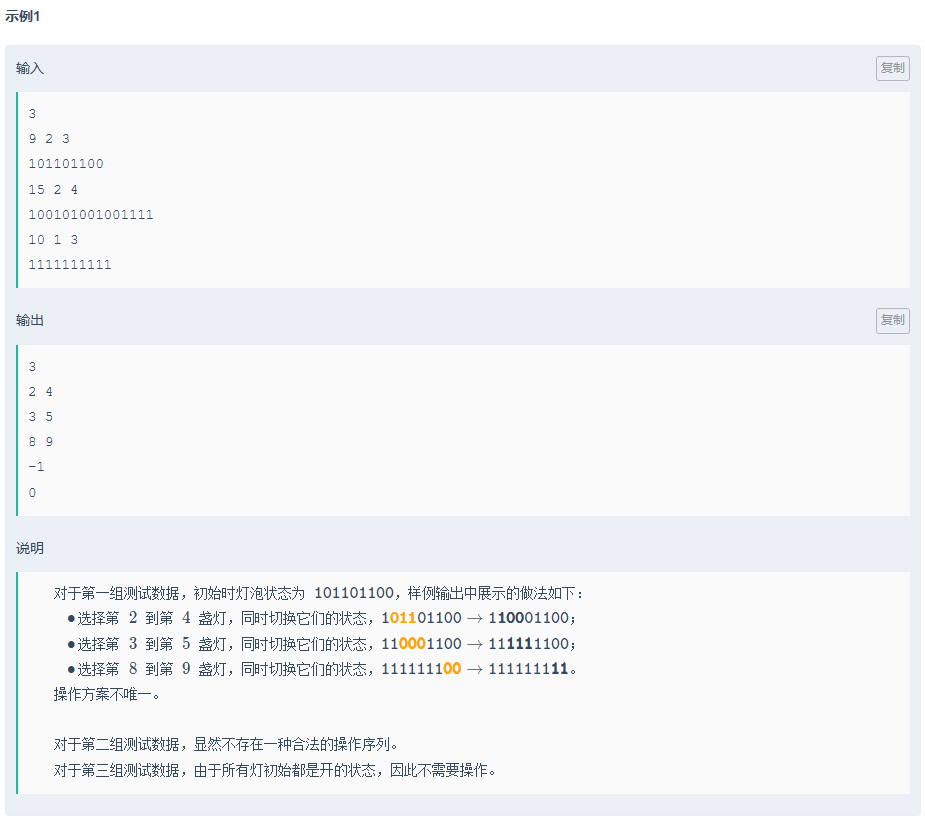 示例1
输入
复制
3
9 2 3
101101100
15 2 4
100101001001111
10 1 3
1111111111
输出
复制
3
2 4
3 5
8 9
-1
0
说明
对于第一组测试数据，初始时灯泡状态为 101101100，样例输出中展示的做法如下：
●选择第 2 到第 4 盏灯，同时切换它们的状态，101101100 → 110001100；
●选择第 3 到第 5 盏灯，同时切换它们的状态，110001100 → 111111100；
●选择第 8 到第 9 盏灯，同时切换它们的状态，111111100 → 111111111。
操作方案不唯一。
对于第二组测试数据，显然不存在一种合法的操作序列。
对于第三组测试数据，由于所有灯初始都是开的状态，因此不需要操作。